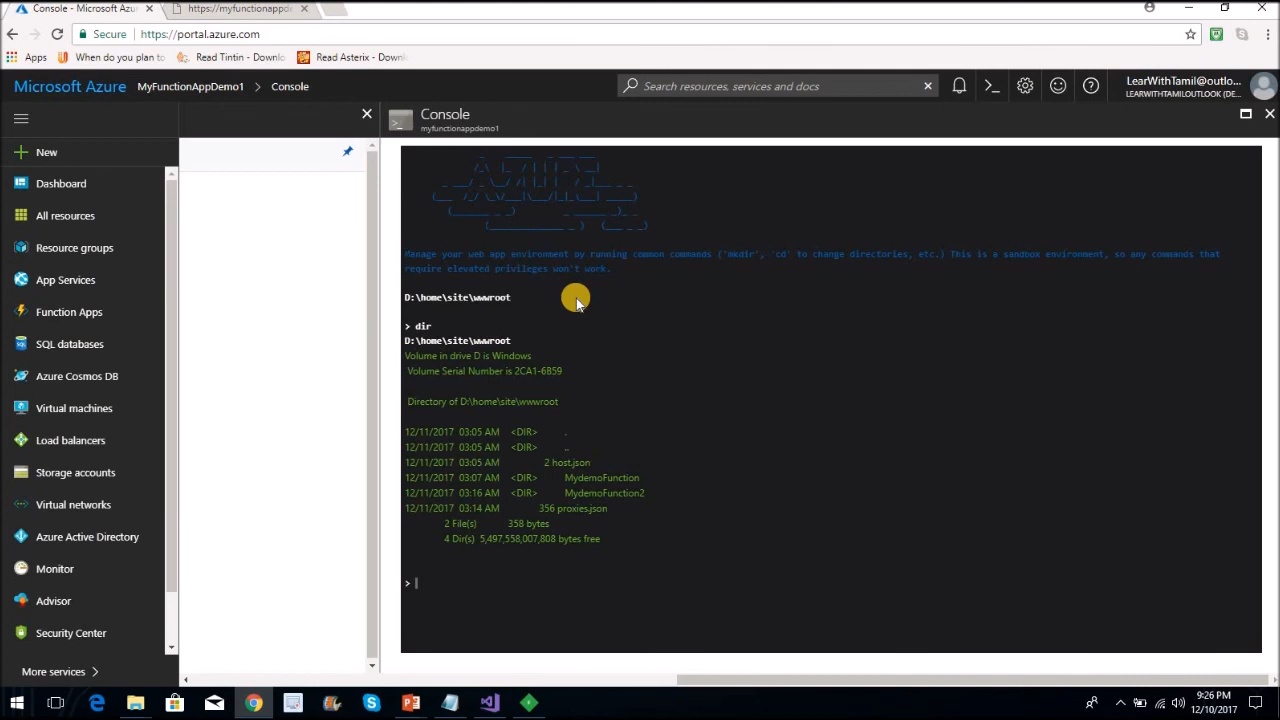 Console - Microsoft Azure
https://myfunctionappde
Secure
https://portal.azure.com
Apps
When do you plan to
Read Tintin - Downlo
Read Asterix - Downl
Microsoft Azure
MyFunctionAppDemo1
Console
Search resources, services and docs
LearWithTamil@outlo...
LEARWITHTAMILOUTLOOK (DE...
Console
myfunctionappdemo1
New
Dashboard
All resources
Resource groups
App Services
Function Apps
SQL databases
Azure Cosmos DB
Virtual machines
Load balancers
Storage accounts
Virtual networks
Azure Active Directory
Monitor
Advisor
Security Center
More services
Manage your web app environment by running common commands ('mkdir', 'cd' to change directories, etc.) This is a sandbox environment, so any commands that
require elevated privileges won't work.
D:\home\site\wwwroot
> dir
D:\home\site\wwwroot
Volume in drive D is Windows
Volume Serial Number is 2CA1-6B59
Directory of D:\home\site\wwwroot
12/11/2017 03:05 AM <DIR> .
12/11/2017 03:05 AM <DIR> ..
12/11/2017 03:05 AM 2 host.json
12/11/2017 03:07 AM <DIR> MydemoFunction
12/11/2017 03:16 AM <DIR> MydemoFunction2
12/11/2017 03:14 AM 356 proxies.json
2 File(s) 358 bytes
4 Dir(s) 5,497,558,007,808 bytes free
>
9:26 PM
12/10/2017